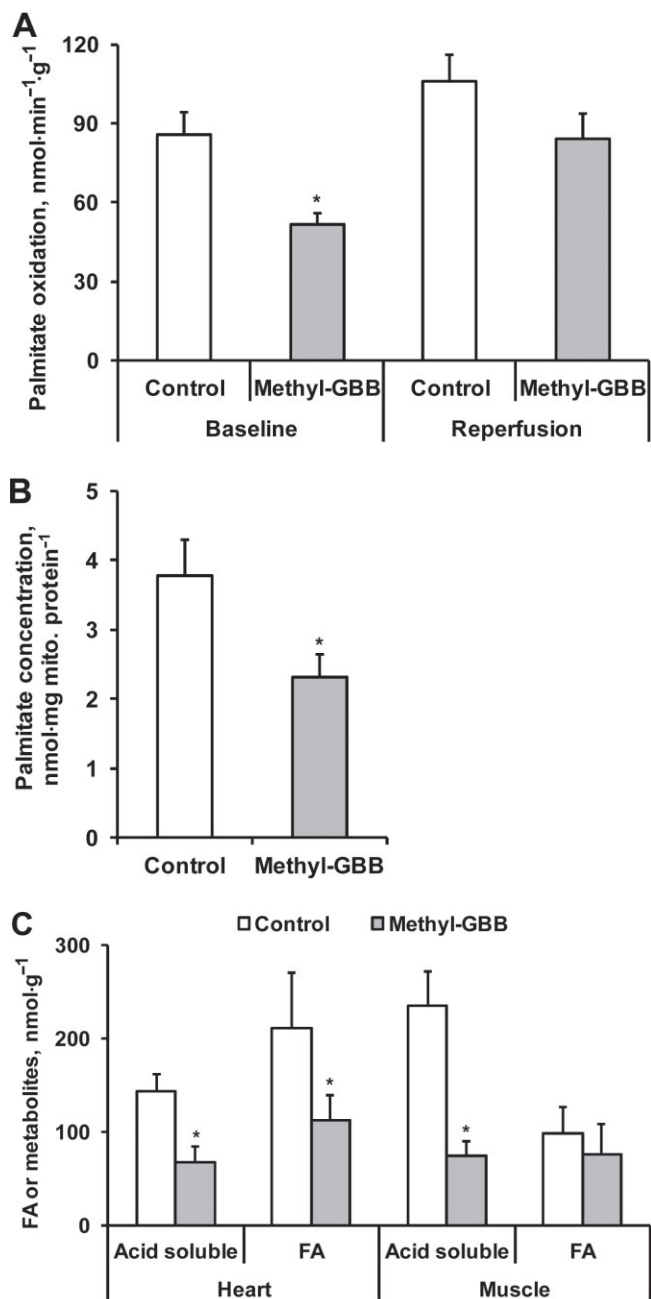 A
Palmitate oxidation, nmol·min⁻¹·g⁻¹
120
90
60
30
0
*
Control Methyl-GBB Control Methyl-GBB
Baseline Reperfusion
B
Palmitate concentration,
nmol·mg mito. protein⁻¹
5
4
3
2
1
0
*
Control Methyl-GBB
C
Control Methyl-GBB
FA or metabolites, nmol·g⁻¹
300
200
100
0
* * *
Acid soluble FA Acid soluble FA
Heart Muscle